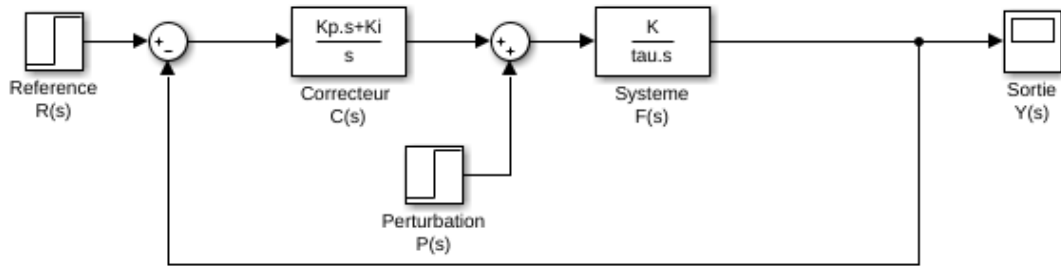 Reference
R(s)
+
−
Kp.s+Ki
s
Correcteur
C(s)
+
+
K
tau.s
Systeme
F(s)
Sortie
Y(s)
Perturbation
P(s)